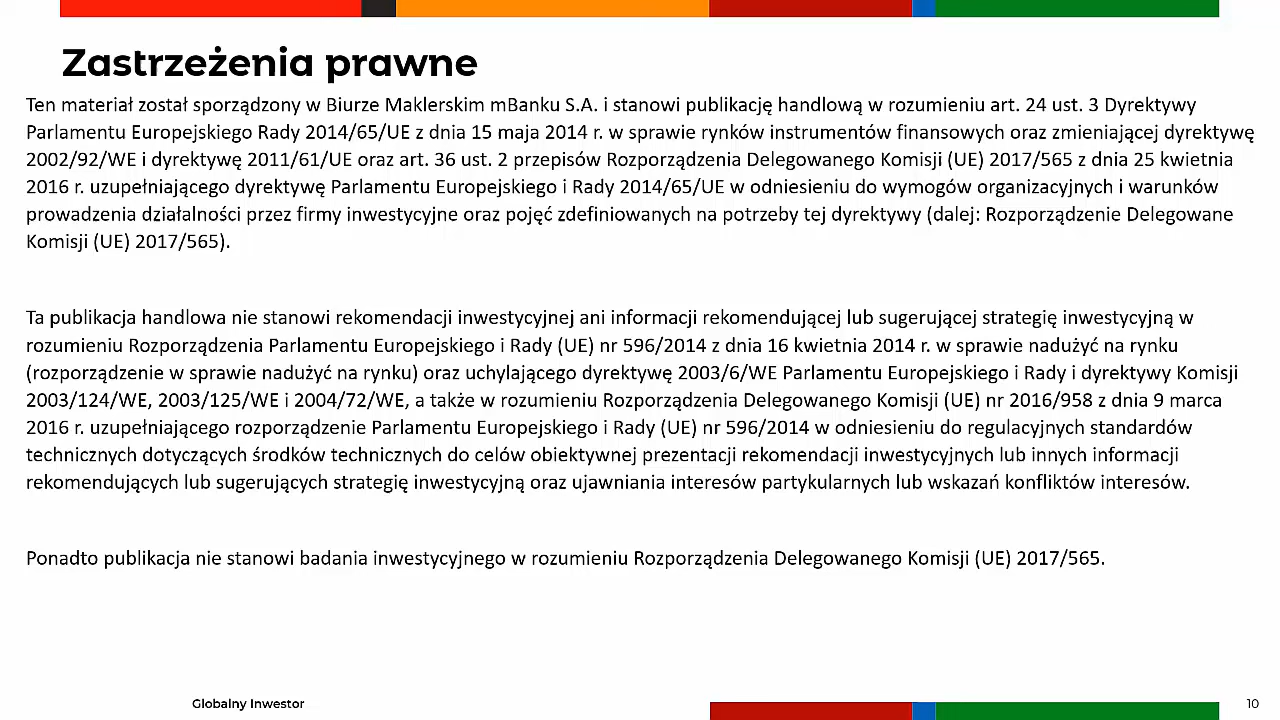 Zastrzeżenia prawne
Ten materiał został sporządzony w Biurze Maklerskim mBanku S.A. i stanowi publikację handlową w rozumieniu art. 24 ust. 3 Dyrektywy
Parlamentu Europejskiego Rady 2014/65/UE z dnia 15 maja 2014 r. w sprawie rynków instrumentów finansowych oraz zmieniającej dyrektywę
2002/92/WE i dyrektywę 2011/61/UE oraz art. 36 ust. 2 przepisów Rozporządzenia Delegowanego Komisji (UE) 2017/565 z dnia 25 kwietnia
2016 r. uzupełniającego dyrektywę Parlamentu Europejskiego i Rady 2014/65/UE w odniesieniu do wymogów organizacyjnych i warunków
prowadzenia działalności przez firmy inwestycyjne oraz pojęć zdefiniowanych na potrzeby tej dyrektywy (dalej: Rozporządzenie Delegowane
Komisji (UE) 2017/565).
Ta publikacja handlowa nie stanowi rekomendacji inwestycyjnej ani informacji rekomendującej lub sugerującej strategię inwestycyjną w
rozumieniu Rozporządzenia Parlamentu Europejskiego i Rady (UE) nr 596/2014 z dnia 16 kwietnia 2014 r. w sprawie nadużyć na rynku
(rozporządzenie w sprawie nadużyć na rynku) oraz uchylającego dyrektywę 2003/6/WE Parlamentu Europejskiego i Rady i dyrektywy Komisji
2003/124/WE, 2003/125/WE i 2004/72/WE, a także w rozumieniu Rozporządzenia Delegowanego Komisji (UE) nr 2016/958 z dnia 9 marca
2016 r. uzupełniającego rozporządzenie Parlamentu Europejskiego i Rady (UE) nr 596/2014 w odniesieniu do regulacyjnych standardów
technicznych dotyczących środków technicznych do celów obiektywnej prezentacji rekomendacji inwestycyjnych lub innych informacji
rekomendujących lub sugerujących strategię inwestycyjną oraz ujawniania interesów partykularnych lub wskazań konfliktów interesów.
Ponadto publikacja nie stanowi badania inwestycyjnego w rozumieniu Rozporządzenia Delegowanego Komisji (UE) 2017/565.
Globalny Inwestor
10